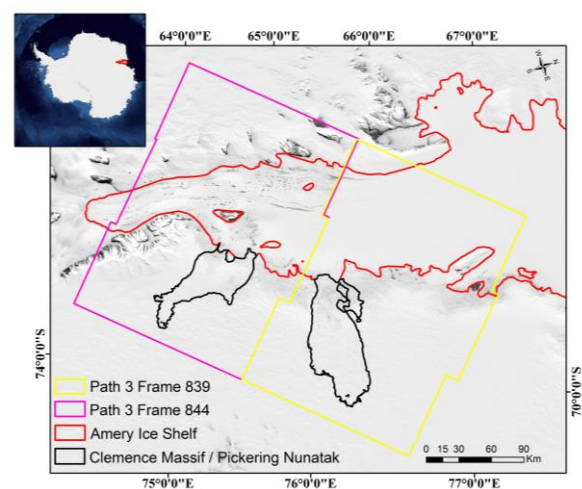 64°0'0"E 65°0'0"E 66°0'0"E 67°0'0"E
N
E
S
W
74°0'0"S
70°0'0"S
Path 3 Frame 839
Path 3 Frame 844
Amery Ice Shelf
Clemence Massif / Pickering Nunatak
0 15 30 60 90
Km
75°0'0"E 76°0'0"E 77°0'0"E